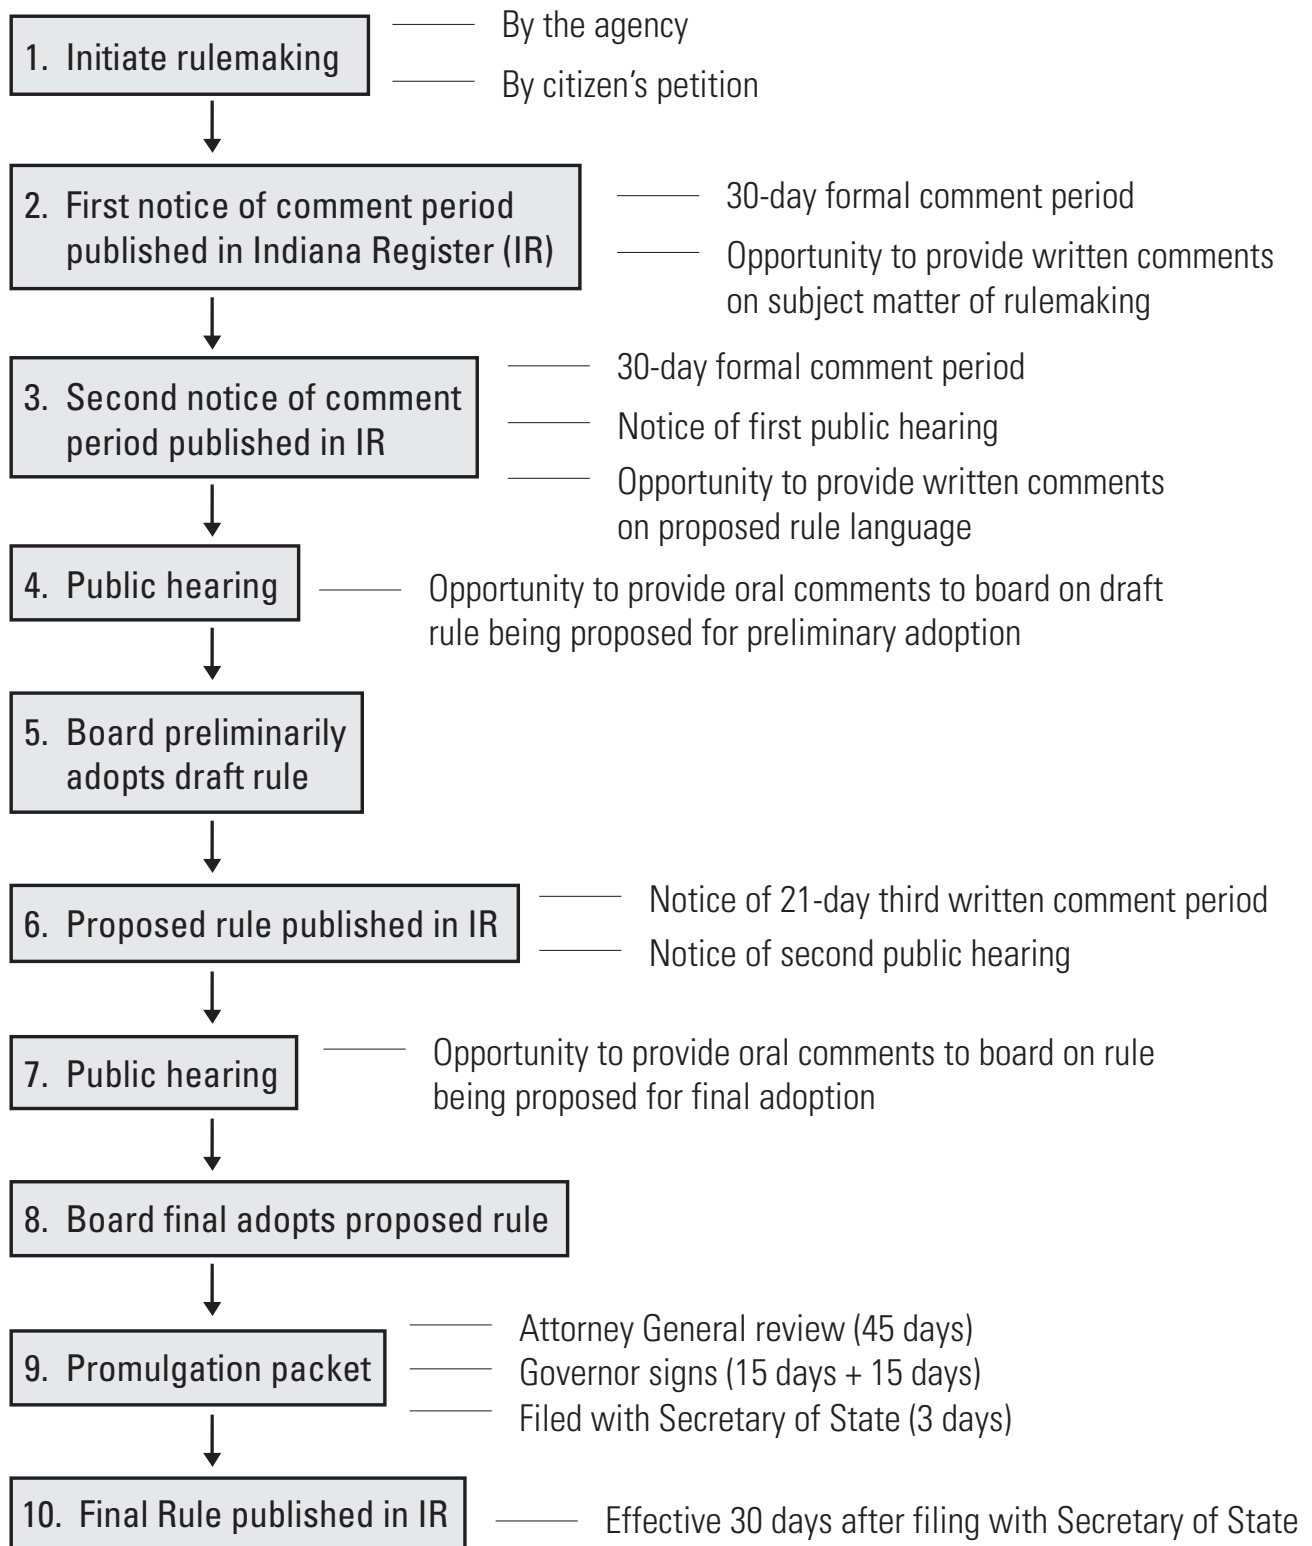 1. Initiate rulemaking
By the agency
By citizen’s petition
2. First notice of comment period
published in Indiana Register (IR)
30-day formal comment period
Opportunity to provide written comments
on subject matter of rulemaking
3. Second notice of comment
period published in IR
30-day formal comment period
Notice of first public hearing
Opportunity to provide written comments
on proposed rule language
4. Public hearing
Opportunity to provide oral comments to board on draft
rule being proposed for preliminary adoption
5. Board preliminarily
adopts draft rule
6. Proposed rule published in IR
Notice of 21-day third written comment period
Notice of second public hearing
7. Public hearing
Opportunity to provide oral comments to board on rule
being proposed for final adoption
8. Board final adopts proposed rule
9. Promulgation packet
Attorney General review (45 days)
Governor signs (15 days + 15 days)
Filed with Secretary of State (3 days)
10. Final Rule published in IR
Effective 30 days after filing with Secretary of State